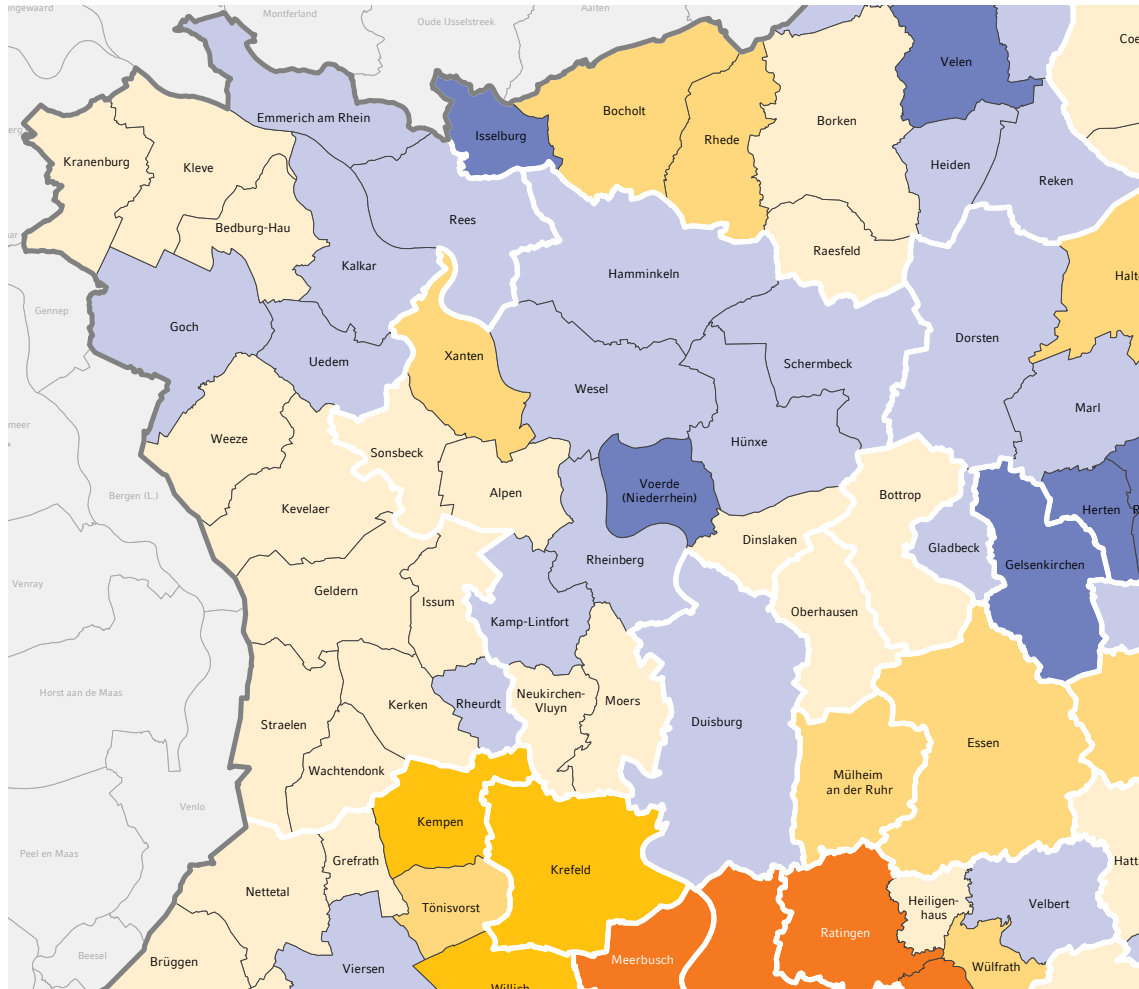 Montferland
Aalten
Oude IJsselstreek
Velen
Bocholt
Emmerich am Rhein
Borken
Isselburg
Rhede
Kranenburg
Kleve
Heiden
Reken
Rees
Bedburg-Hau
Raesfeld
Kalkar
Hamminkeln
Gennep
Goch
Dorsten
Xanten
Uedem
Schermbeck
Wesel
Marl
Weeze
Hünxe
Sonsbeck
Voerde
(Niederrhein)
Bergen (L.)
Alpen
Bottrop
Kevelaer
Herten
Dinslaken
Gladbeck
Rheinberg
Gelsenkirchen
Venray
Geldern
Issum
Oberhausen
Kamp-Lintfort
Horst aan de Maas
Neukirchen-
Vluyn
Moers
Kerken
Rheurdt
Straelen
Duisburg
Essen
Wachtendonk
Mülheim
an der Ruhr
Venlo
Kempen
Peel en Maas
Grefrath
Krefeld
Nettetal
Heiligen-
haus
Velbert
Tönisvorst
Ratingen
Beesel
Brüggen
Viersen
Meerbusch
Wülfrath
Willich